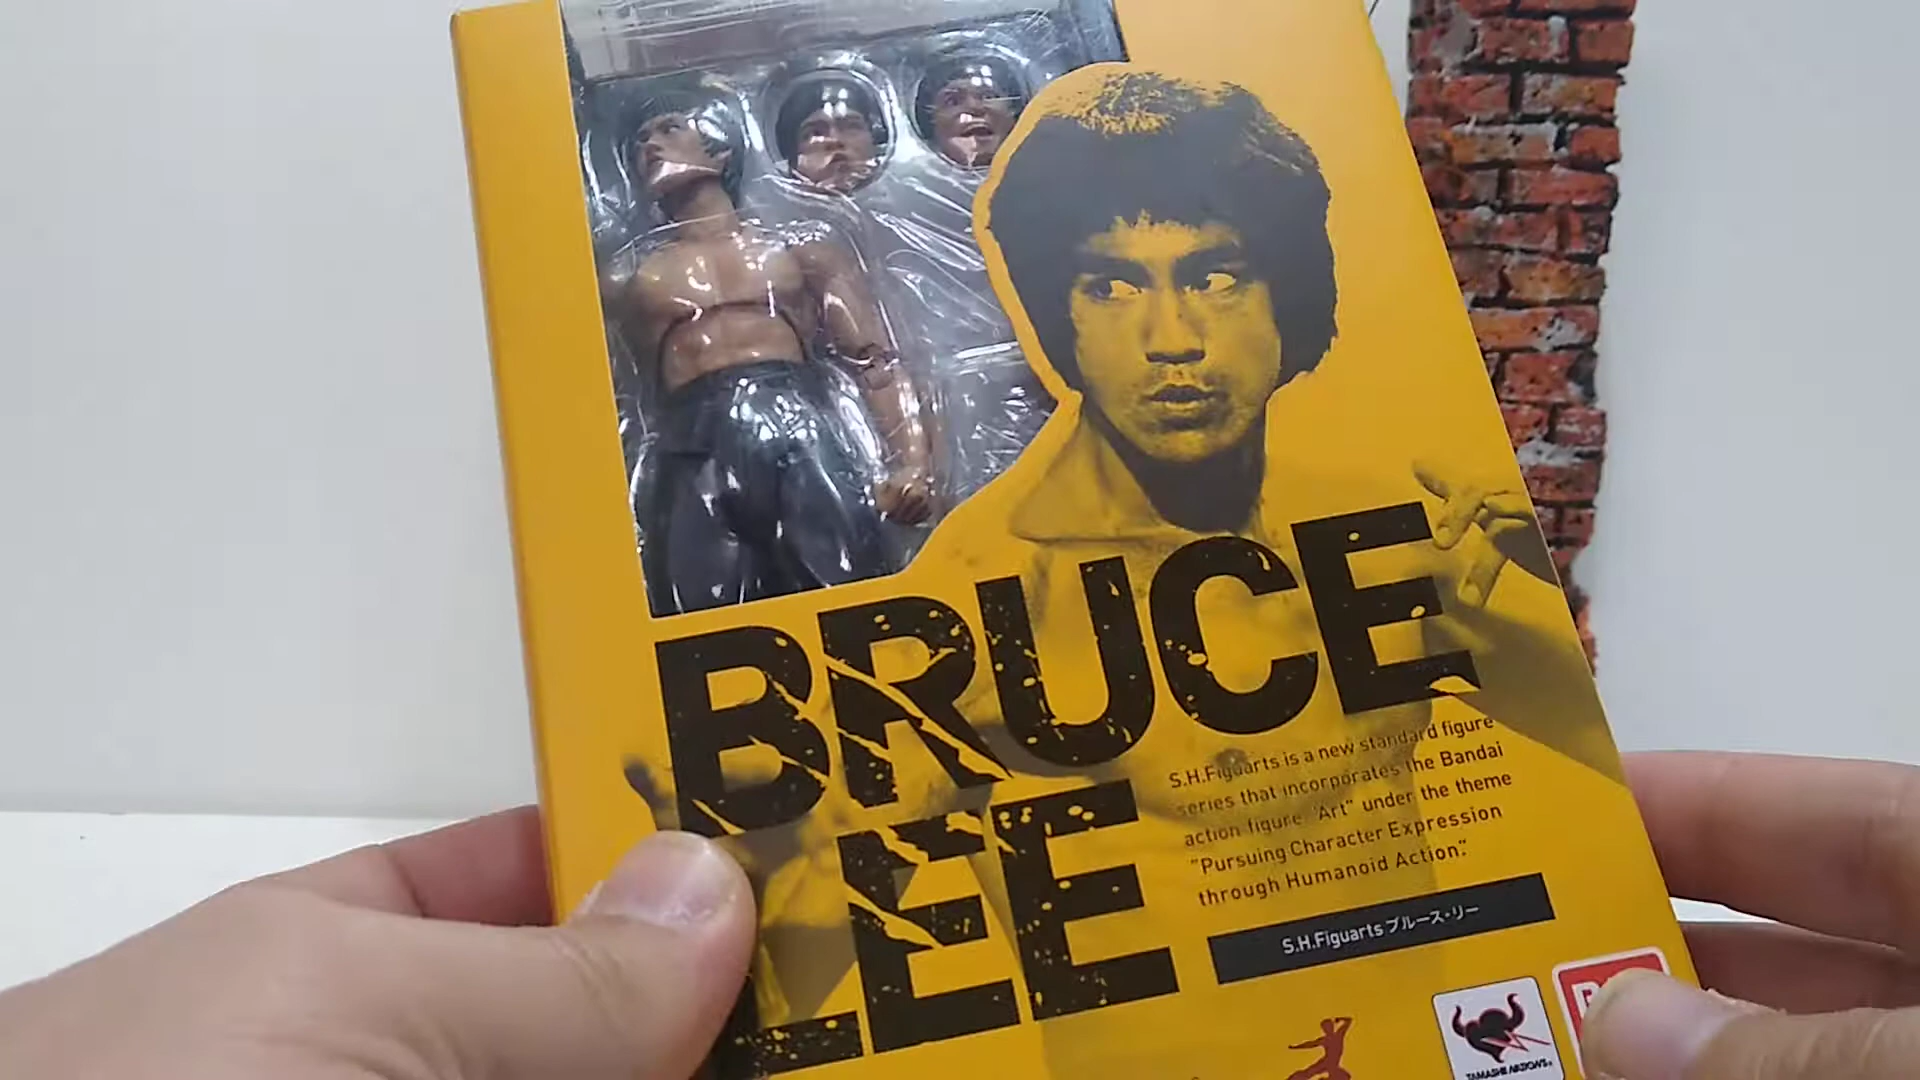 BRUCE
LEE
S.H.Figuarts is a new standard figure
series that incorporates the Bandai
action figure "Art" under the theme
"Pursuing Character Expression
through Humanoid Action."
S.H.Figuarts ブルース・リー
TAMASHII NATIONS